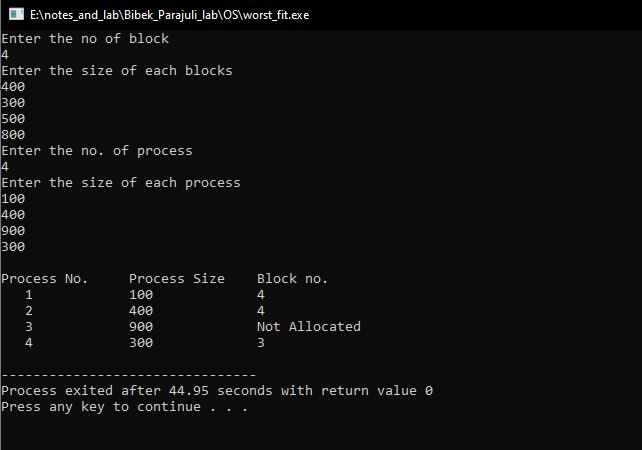 E:\notes_and_lab\Bibek_Parajuli_lab\OS\worst_fit.exe
Enter the no of block
4
Enter the size of each blocks
400
300
500
800
Enter the no. of process
4
Enter the size of each process
100
400
900
300
Process No. Process Size Block no.
1 100 4
2 400 4
3 900 Not Allocated
4 300 3
--------------------------------
Process exited after 44.95 seconds with return value 0
Press any key to continue . . .